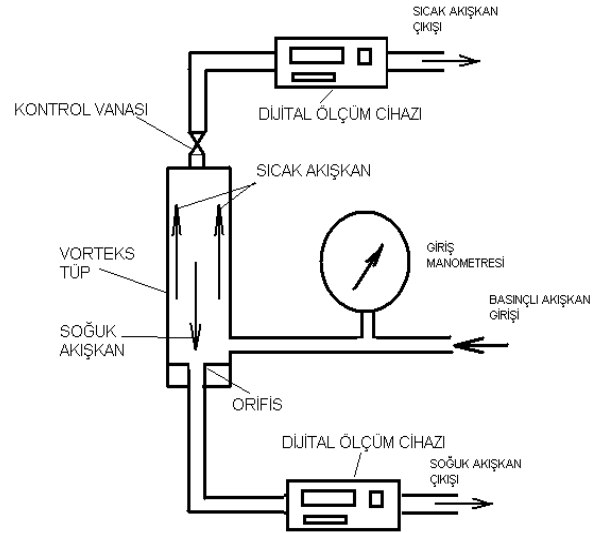 SICAK AKIŞKAN
ÇIKIŞI
KONTROL VANASI
DİJİTAL ÖLÇÜM CİHAZI
SICAK AKIŞKAN
VORTEKS
TÜP
GİRİŞ
MANOMETRESİ
BASINÇLI AKIŞKAN
GİRİŞİ
SOĞUK
AKIŞKAN
ORİFİS
DİJİTAL ÖLÇÜM CİHAZI
SOĞUK AKIŞKAN
ÇIKIŞI